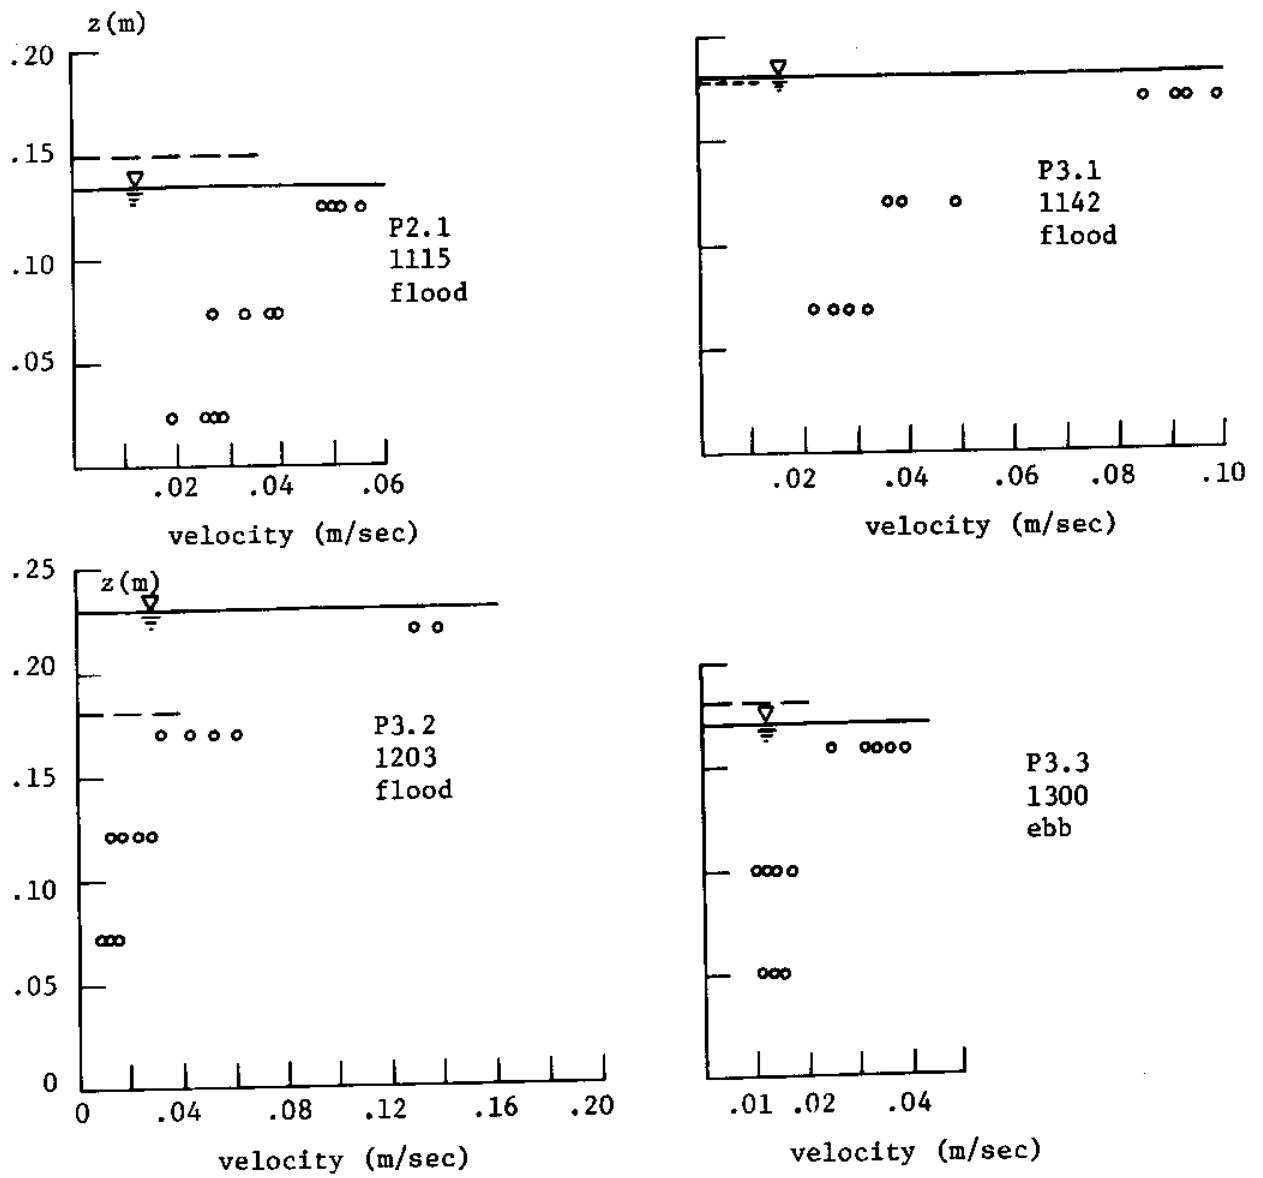 z(m)
.20
.15
.10
.05
P2.1
1115
flood
.02 .04 .06
velocity (m/sec)
P3.1
1142
flood
.02 .04 .06 .08 .10
velocity (m/sec)
z(m)
.25
.20
.15
.10
.05
0
P3.2
1203
flood
0 .04 .08 .12 .16 .20
velocity (m/sec)
P3.3
1300
ebb
.01 .02 .04
velocity (m/sec)